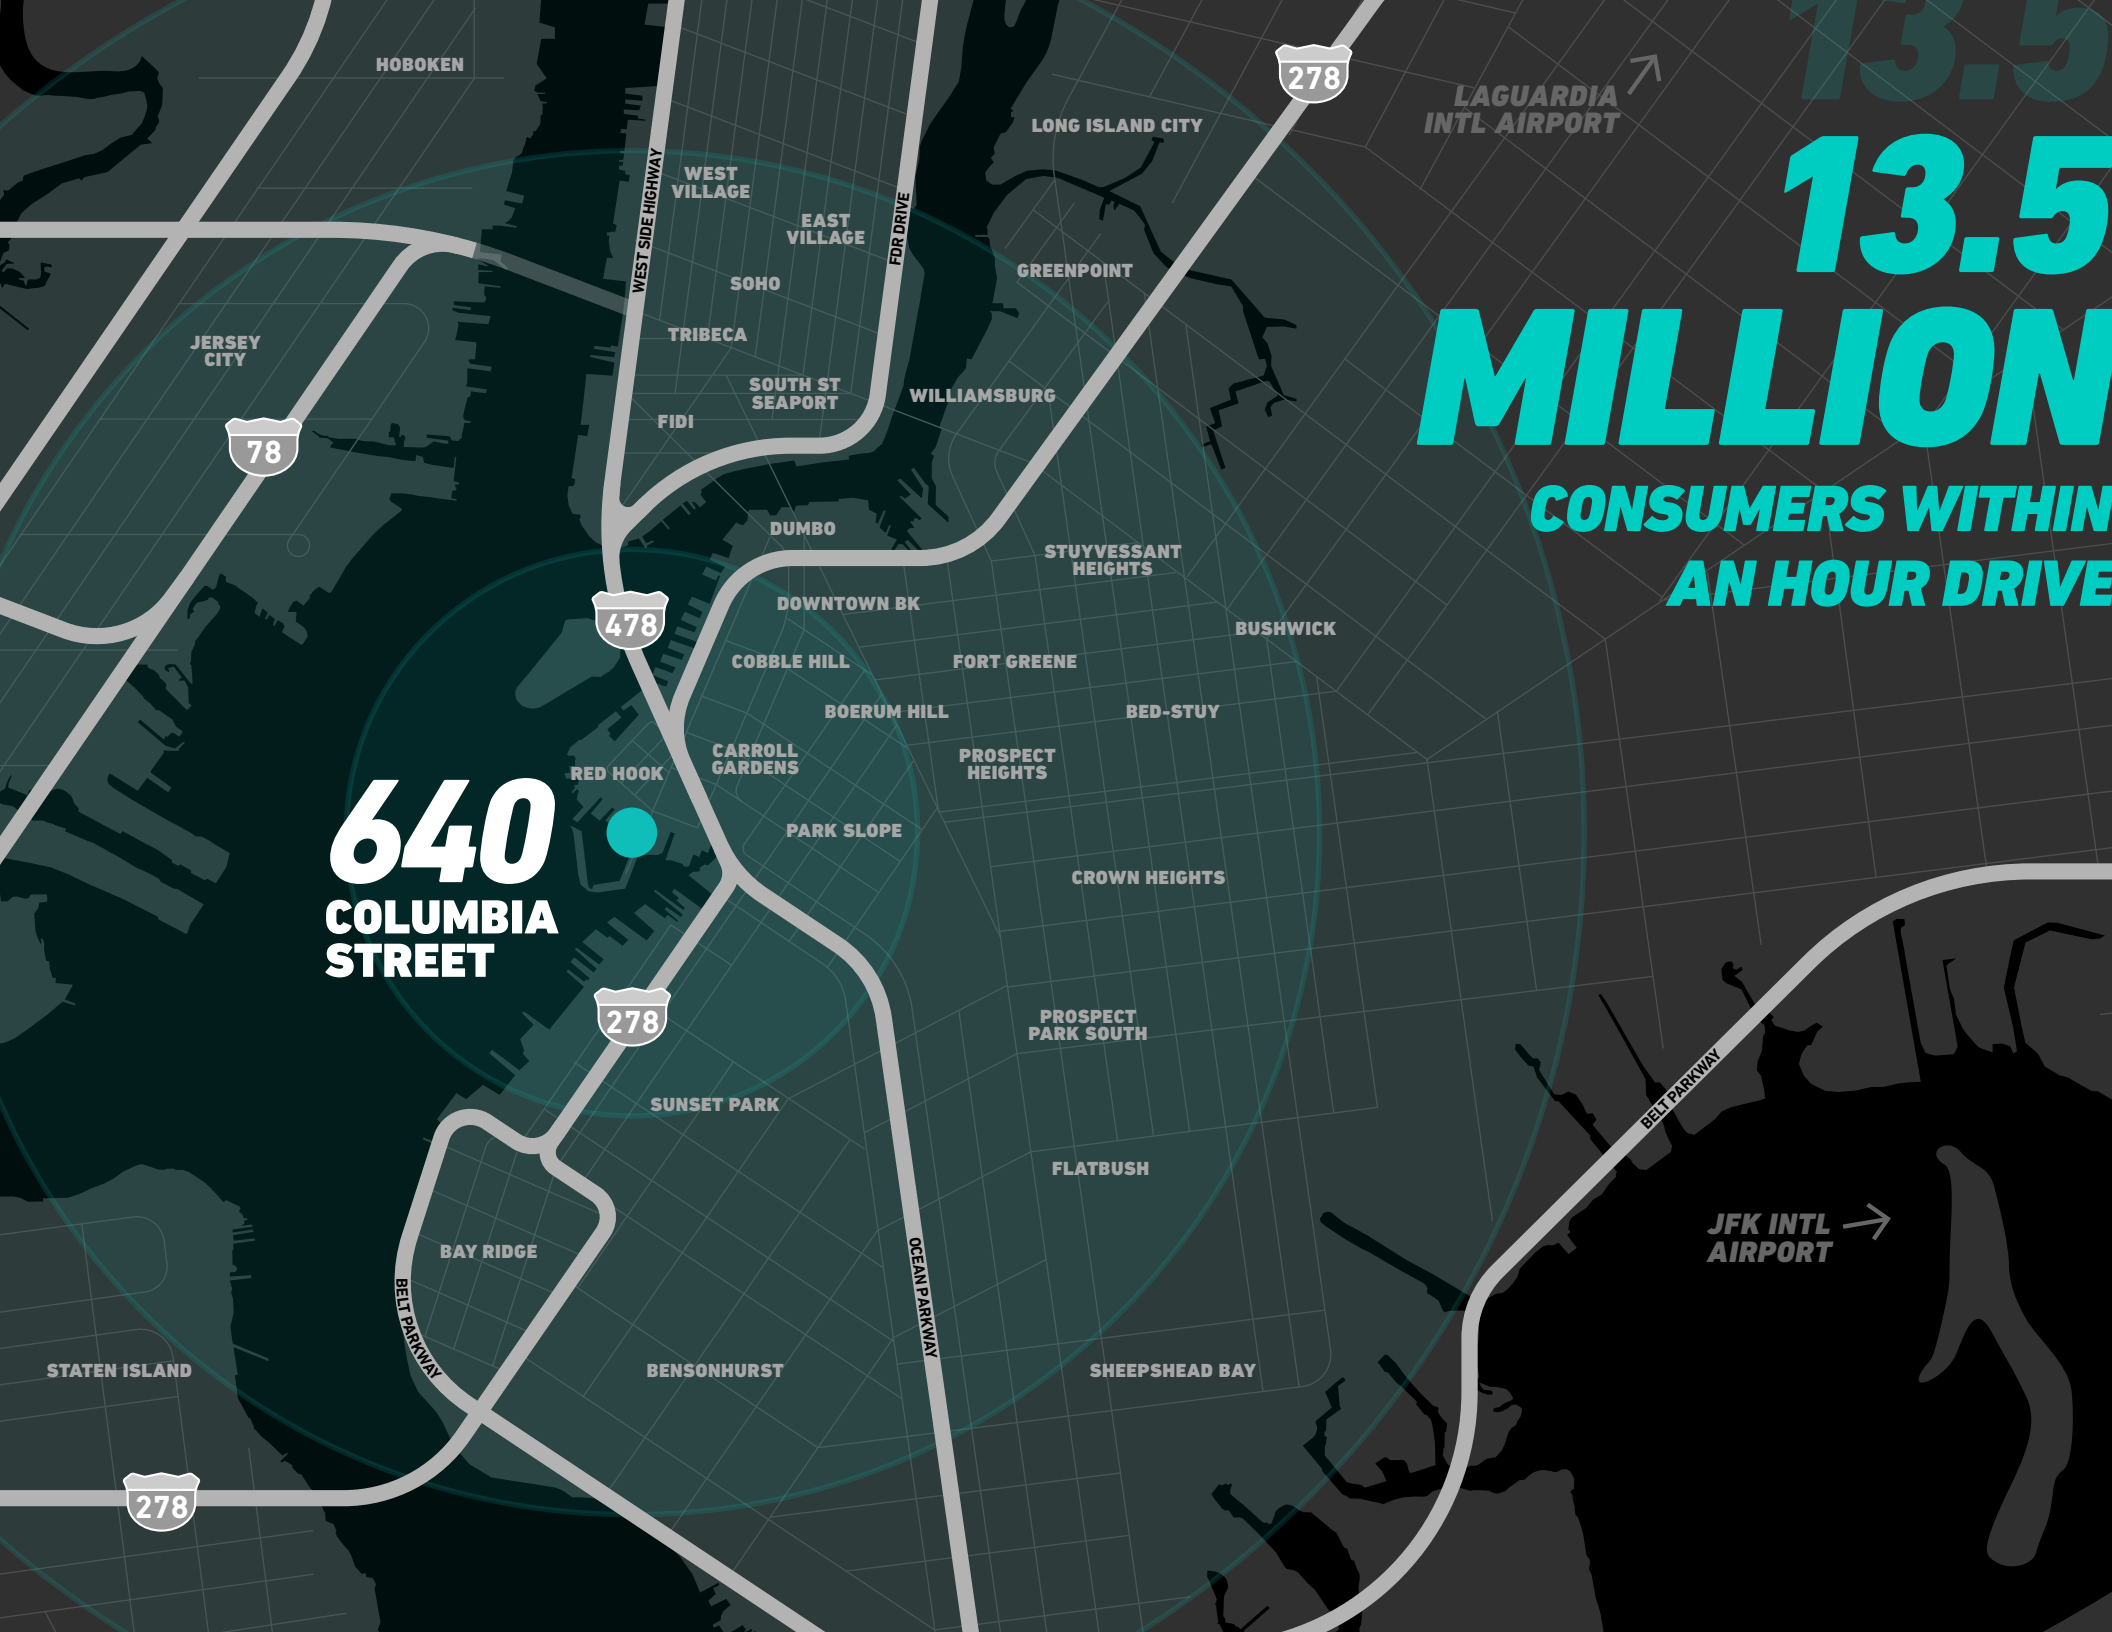 13.5
13.5
MILLION
CONSUMERS WITHIN
AN HOUR DRIVE
HOBOKEN
278
LAGUARDIA
INTL AIRPORT
LONG ISLAND CITY
WEST SIDE HIGHWAY
WEST
VILLAGE
EAST
VILLAGE
FDR DRIVE
SOHO
GREENPOINT
TRIBECA
JERSEY
CITY
SOUTH ST
SEAPORT
WILLIAMSBURG
FIDI
78
DUMBO
STUYVESSANT
HEIGHTS
DOWNTOWN BK
478
BUSHWICK
COBBLE HILL
FORT GREENE
BOERUM HILL
BED-STUY
CARROLL
GARDENS
PROSPECT
HEIGHTS
RED HOOK
640
COLUMBIA
STREET
PARK SLOPE
CROWN HEIGHTS
278
PROSPECT
PARK SOUTH
BELT PARKWAY
SUNSET PARK
FLATBUSH
JFK INTL
AIRPORT
BAY RIDGE
BELT PARKWAY
OCEAN PARKWAY
STATEN ISLAND
BENSONHURST
SHEEPSHEAD BAY
278